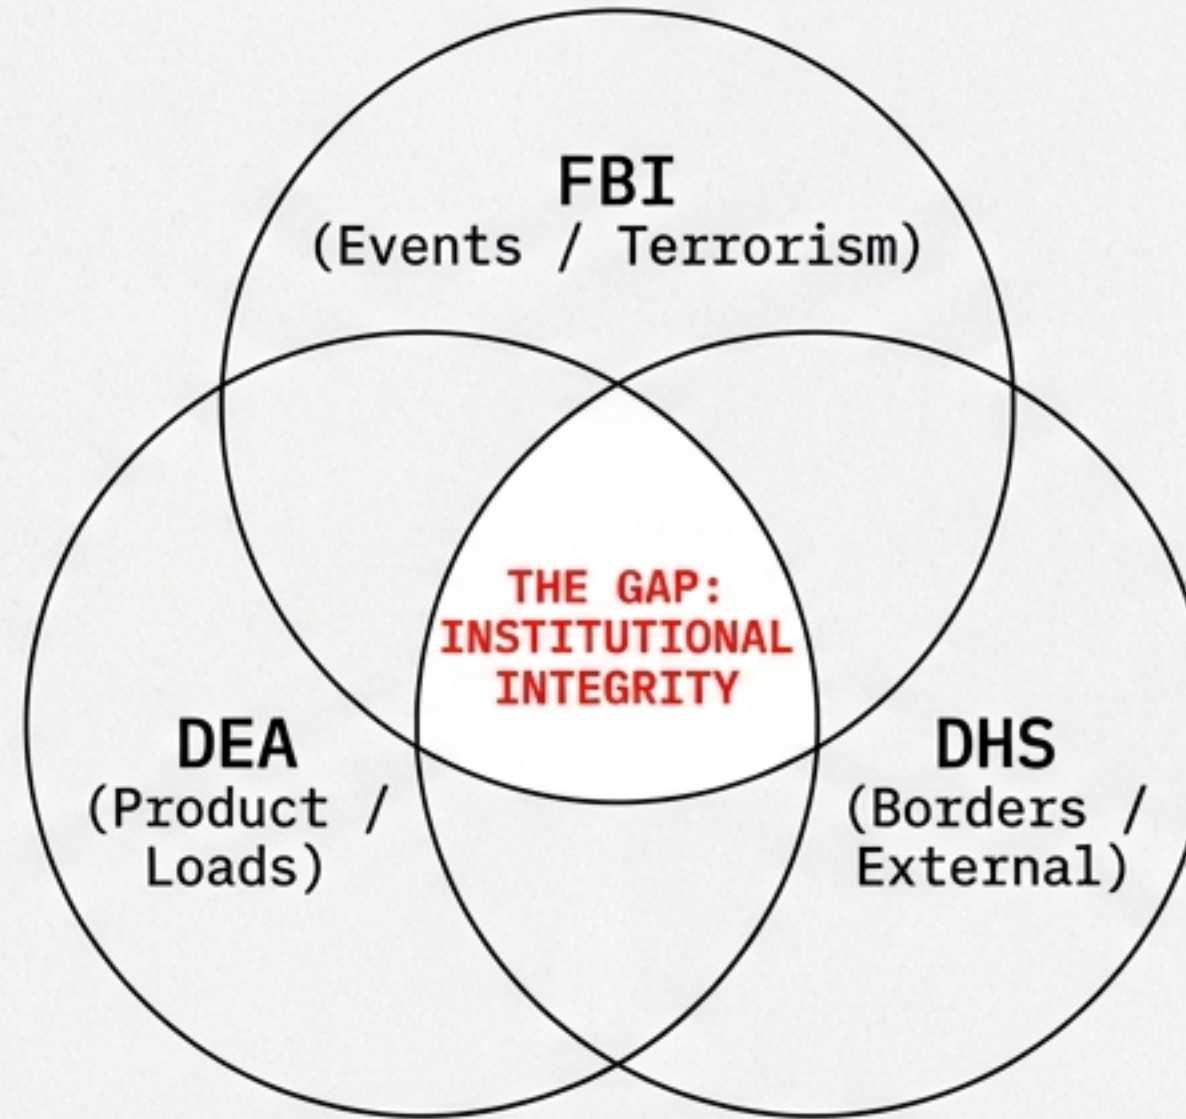 FBI
(Events / Terrorism)
THE GAP:
INSTITUTIONAL
INTEGRITY
DEA
(Product /
Loads)
DHS
(Borders /
External)